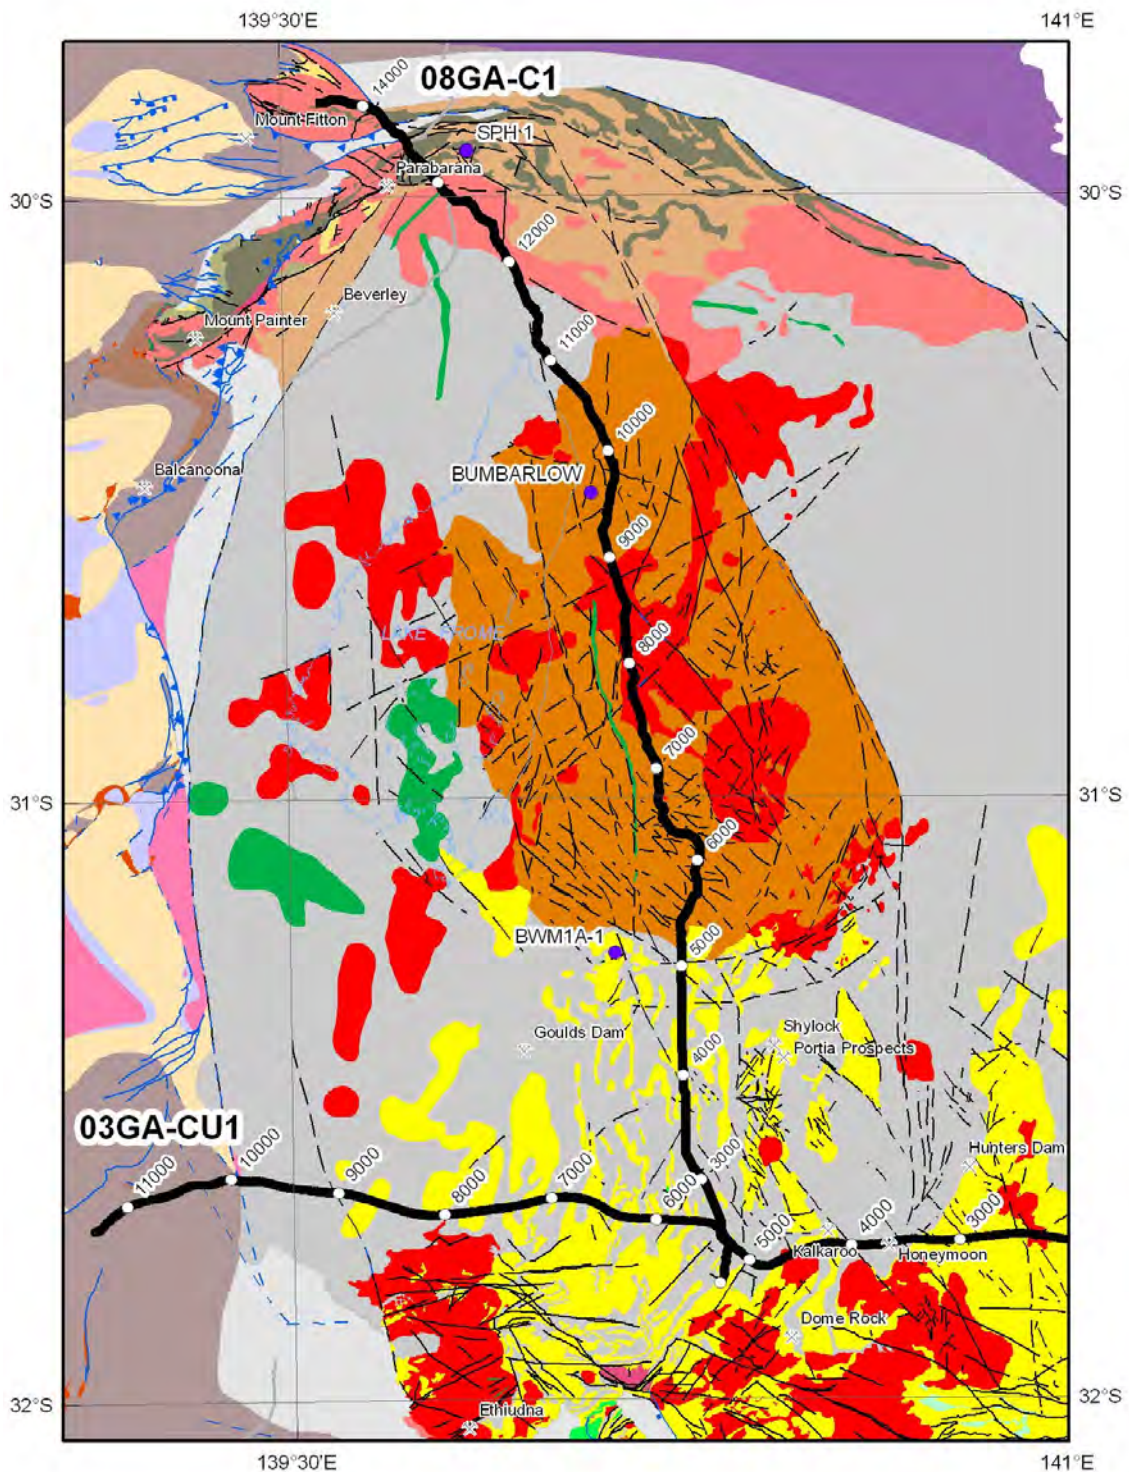 139°30'E
141°E
14000
08GA-C1
Mount Fitton
SPH 1
Parabarana
30°S
30°S
12000
Beverley
Mount Painter
11000
10000
Balcanoona
BUMBARLOW
9000
LAKE FROME
8000
7000
31°S
31°S
6000
BWM1A-1
5000
Goulds Dam
Shylock
Portia Prospects
4000
03GA-CU1
Hunters Dam
11000
10000
9000
8000
7000
6000
3000
5000
4000
3000
Kalkaroo
Honeymoon
Dome Rock
32°S
32°S
Ethiudna
139°30'E
141°E